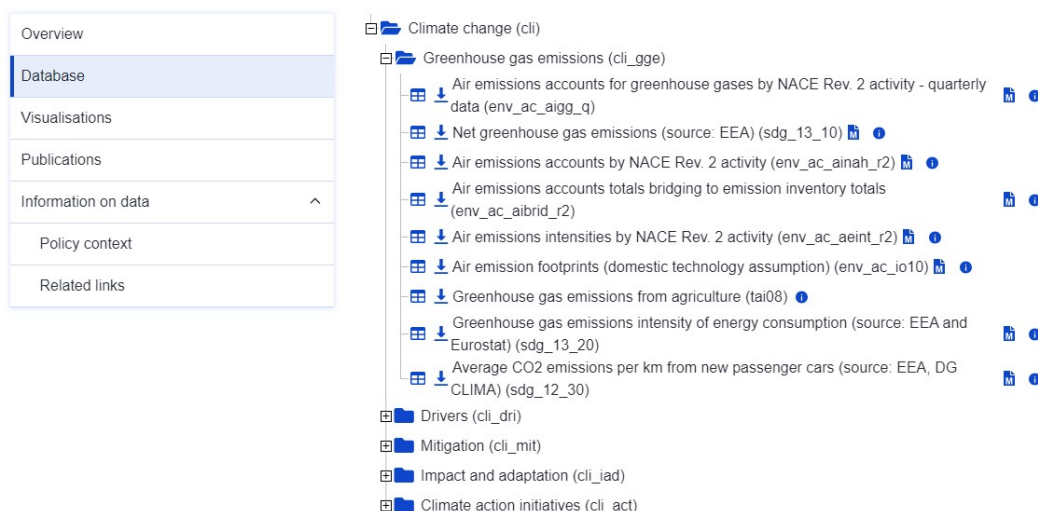 Overview
Database
Visualisations
Publications
Information on data
Policy context
Related links
Climate change (cli)
Greenhouse gas emissions (cli_gge)
Air emissions accounts for greenhouse gases by NACE Rev. 2 activity - quarterly
data (env_ac_aigg_q)
Net greenhouse gas emissions (source: EEA) (sdg_13_10)
Air emissions accounts by NACE Rev. 2 activity (env_ac_ainah_r2)
Air emissions accounts totals bridging to emission inventory totals
(env_ac_aibrid_r2)
Air emissions intensities by NACE Rev. 2 activity (env_ac_aeint_r2)
Air emission footprints (domestic technology assumption) (env_ac_io10)
Greenhouse gas emissions from agriculture (tai08)
Greenhouse gas emissions intensity of energy consumption (source: EEA and
Eurostat) (sdg_13_20)
Average CO2 emissions per km from new passenger cars (source: EEA, DG
CLIMA) (sdg_12_30)
Drivers (cli_dri)
Mitigation (cli_mit)
Impact and adaptation (cli_iad)
Climate action initiatives (cli_act)